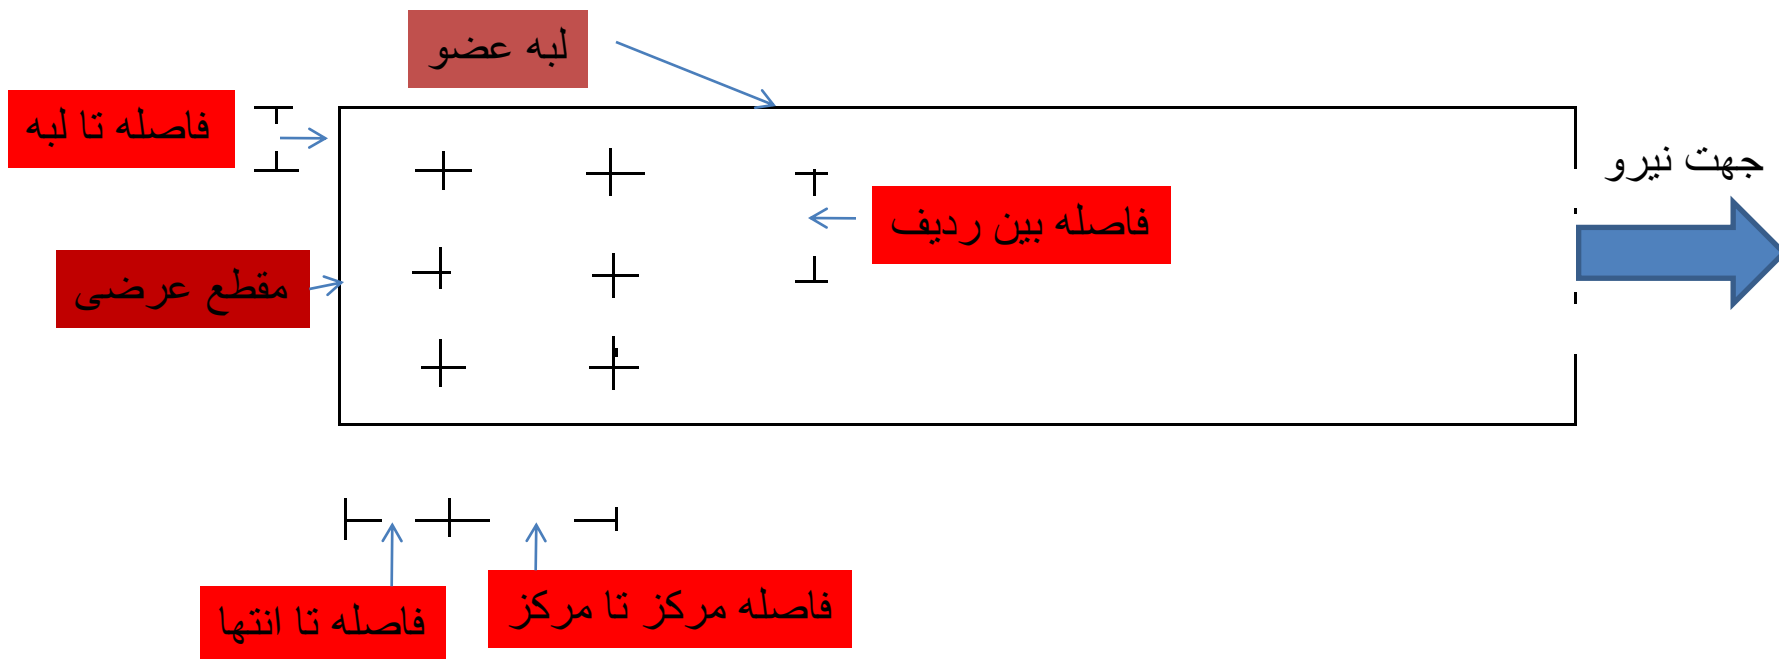 لبه عضو
فاصله تا لبه
جهت نیرو
فاصله بین ردیف
مقطع عرضی
فاصله مرکز تا مرکز
فاصله تا انتها